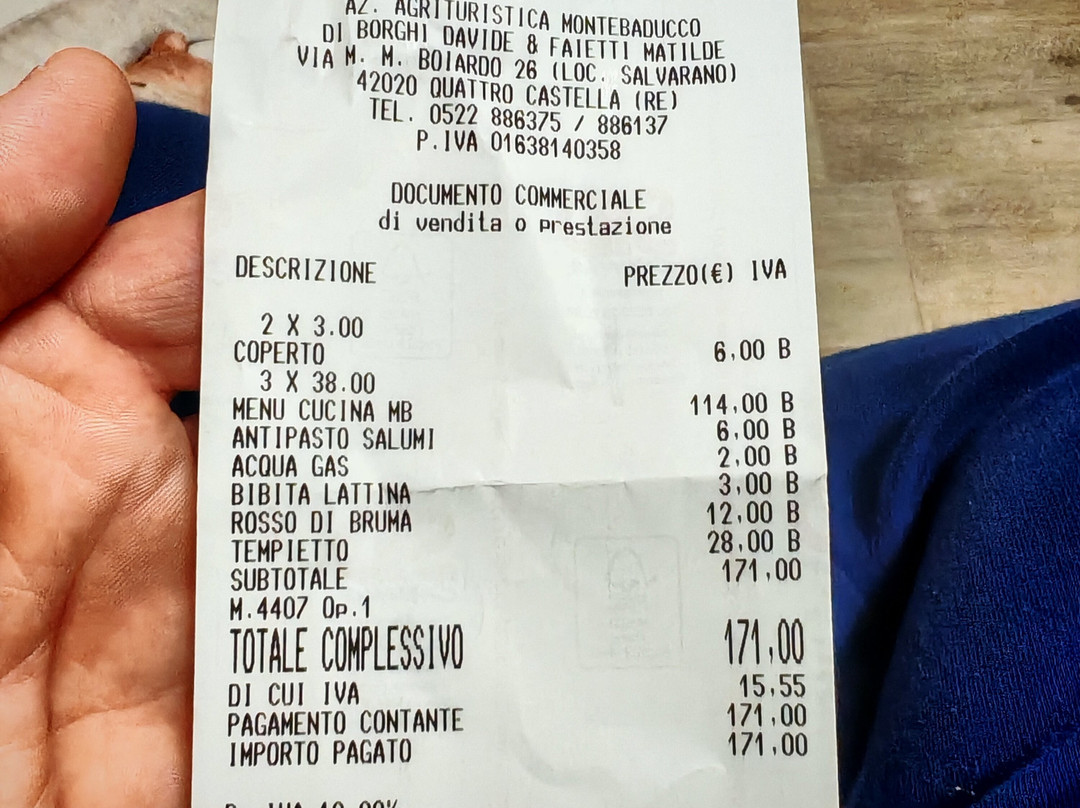 AZ. AGRITURISTICA MONTEBADUCCO
DI BORGHI DAVIDE & FAIETTI MATILDE
VIA M. M. BOIARDO 26 (LOC. SALVARANO)
42020 QUATTRO CASTELLA (RE)
TEL. 0522 886375 / 886137
P.IVA 01638140358
DOCUMENTO COMMERCIALE
di vendita o prestazione
DESCRIZIONE PREZZO(€) IVA
2 X 3.00
COPERTO 6,00 B
3 X 38.00
MENU CUCINA MB 114,00 B
ANTIPASTO SALUMI 6,00 B
ACQUA GAS 2,00 B
BIBITA LATTINA 3,00 B
ROSSO DI BRUMA 12,00 B
TEMPIETTO 28,00 B
SUBTOTALE 171,00
M.4407 Op.1
TOTALE COMPLESSIVO 171,00
DI CUI IVA 15,55
PAGAMENTO CONTANTE 171,00
IMPORTO PAGATO 171,00